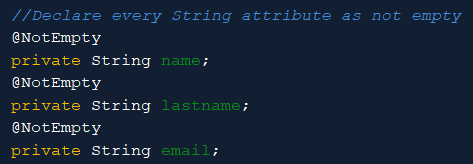 //Declare every String attribute as not empty
@NotEmpty
private String name;
@NotEmpty
private String lastname;
@NotEmpty
private String email;